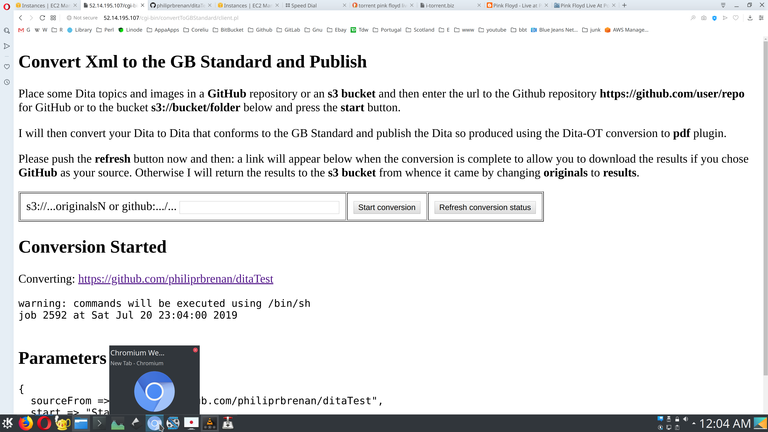 Instances | EC2 M
52.14.195.107/cgi-b
philiprbrenan/dita
Instances | EC2 Ma
Speed Dial
torrent pink floyd l
t-torrent.biz
Pink Floyd - Live at
Pink Floyd Live At P
Not secure 52.14.195.107/cgi-bin/convertToGBStandard/client.pl
M G W R Library Perl Linode AppaApps Coreliu BitBucket GitHub GitLab Gnu Ebay Tdw Portugal Scotland E www youtube bbt Blue Jeans Net... junk AWS Manage...
Convert Xml to the GB Standard and Publish
Place some Dita topics and images in a GitHub repository or an s3 bucket and then enter the url to the Github repository https://github.com/user/repo
for GitHub or to the bucket s3://bucket/folder below and press the start button.
I will then convert your Dita to Dita that conforms to the GB Standard and publish the Dita so produced using the Dita-OT conversion to pdf plugin.
Please push the refresh button now and then: a link will appear below when the conversion is complete to allow you to download the results if you chose
GitHub as your source. Otherwise I will return the results to the s3 bucket from whence it came by changing originals to results.
s3://...originalsN or github:.../... Start conversion Refresh conversion status
Conversion Started
Converting: https://github.com/philiprbrenan/ditaTest
warning: commands will be executed using /bin/sh
job 2592 at Sat Jul 20 23:04:00 2019
Parameters
Chromium We...
New Tab - Chromium
{
sourceFrom => ub.com/philiprbrenan/ditaTest",
start => "Sta
12:04 AM